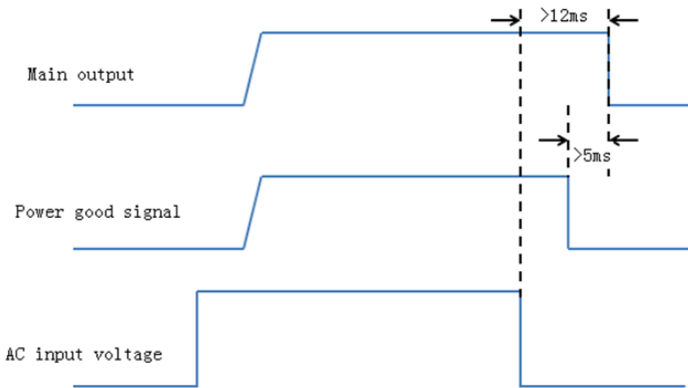 >12ms
Main output
>5ms
Power good signal
AC input voltage